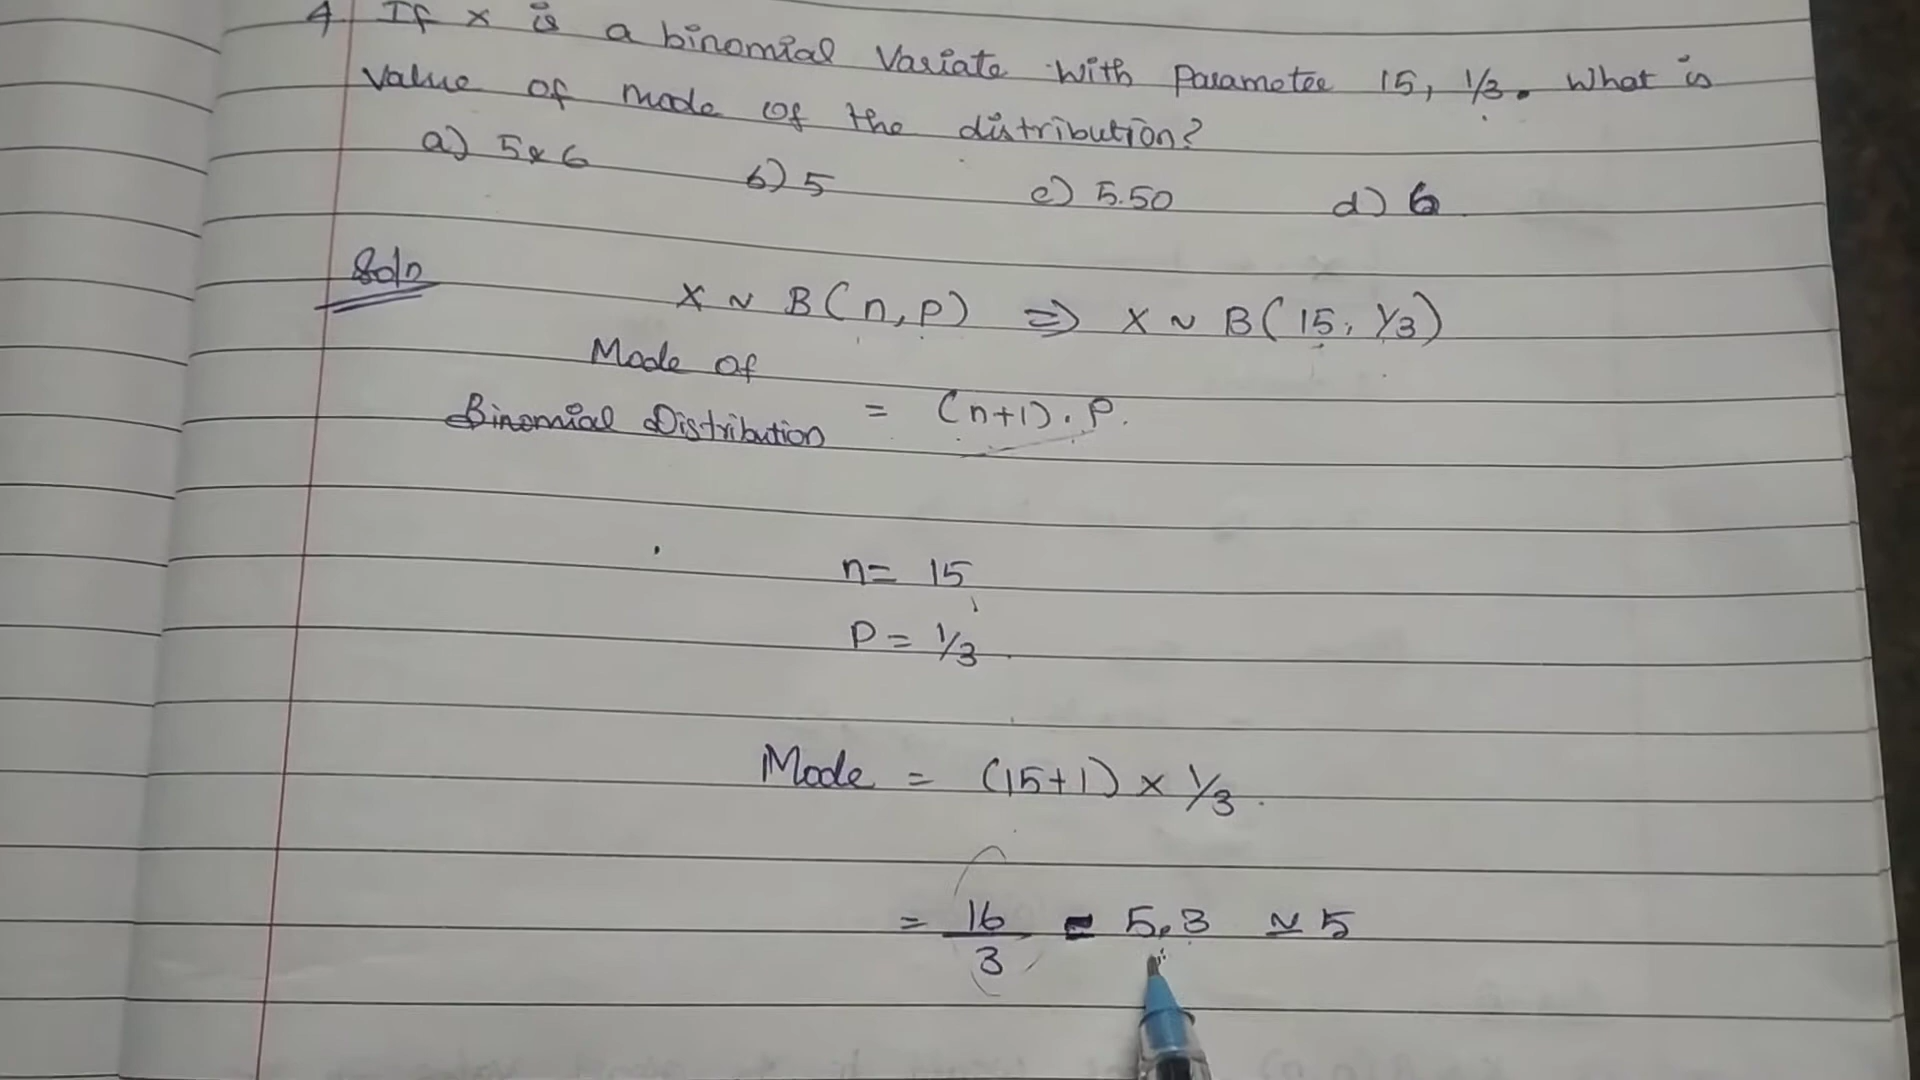 4 If x is a binomial Variate with Parameter 15, 1/3. What is
Value of mode of the distribution?
a) 5 & 6 b) 5 c) 5.50 d) 6
Soln
X ~ B(n, p) => X ~ B(15, 1/3)
Mode of
Binomial Distribution = (n+1) . P.
n = 15
P = 1/3
Mode = (15+1) x 1/3.
= 16/3 = 5.3 ≃ 5